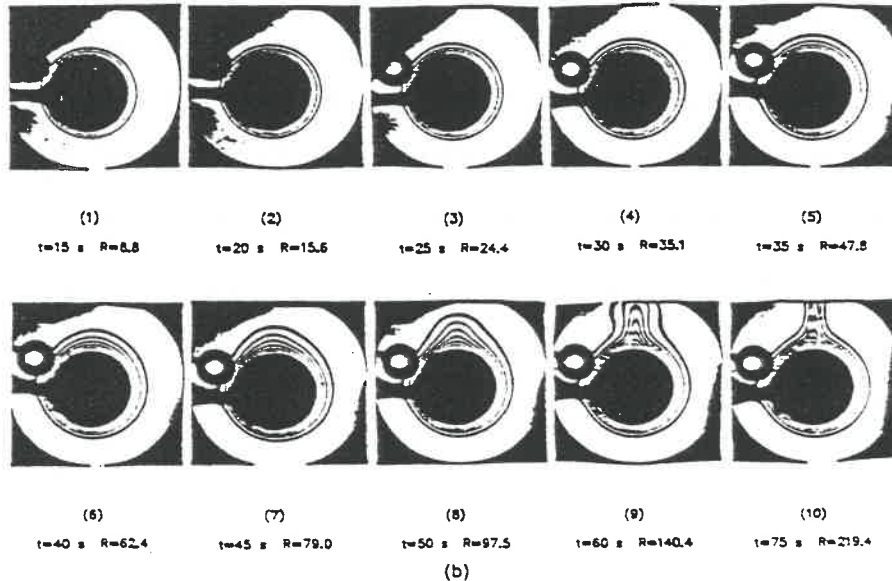 (1) (2) (3) (4) (5)
t=15 s R=8.8 t=20 s R=15.6 t=25 s R=24.4 t=30 s R=35.1 t=35 s R=47.8
(6) (7) (8) (9) (10)
t=40 s R=62.4 t=45 s R=79.0 t=50 s R=97.5 t=60 s R=140.4 t=75 s R=219.4
(b)